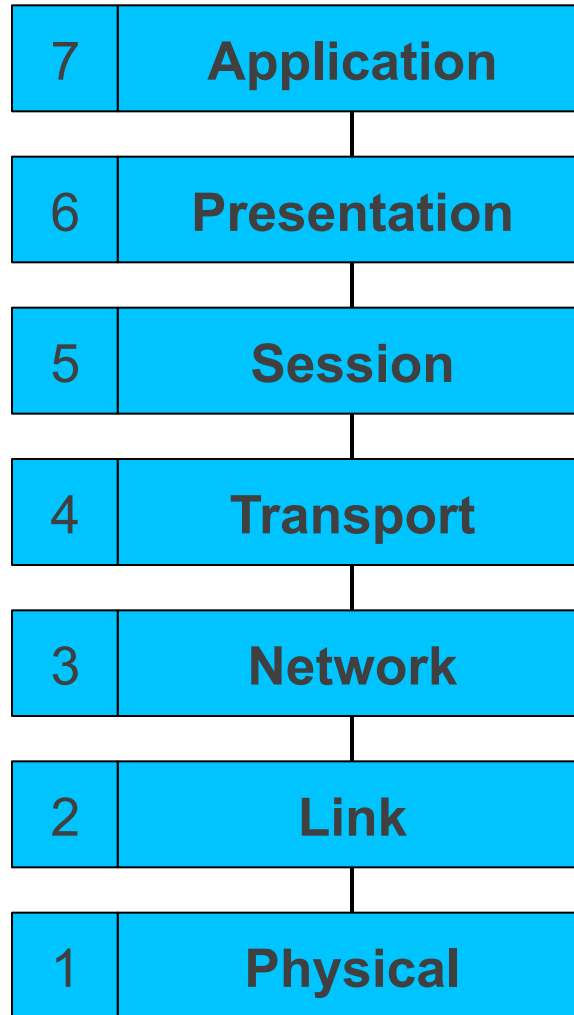 7 Application
6 Presentation
5 Session
4 Transport
3 Network
2 Link
1 Physical